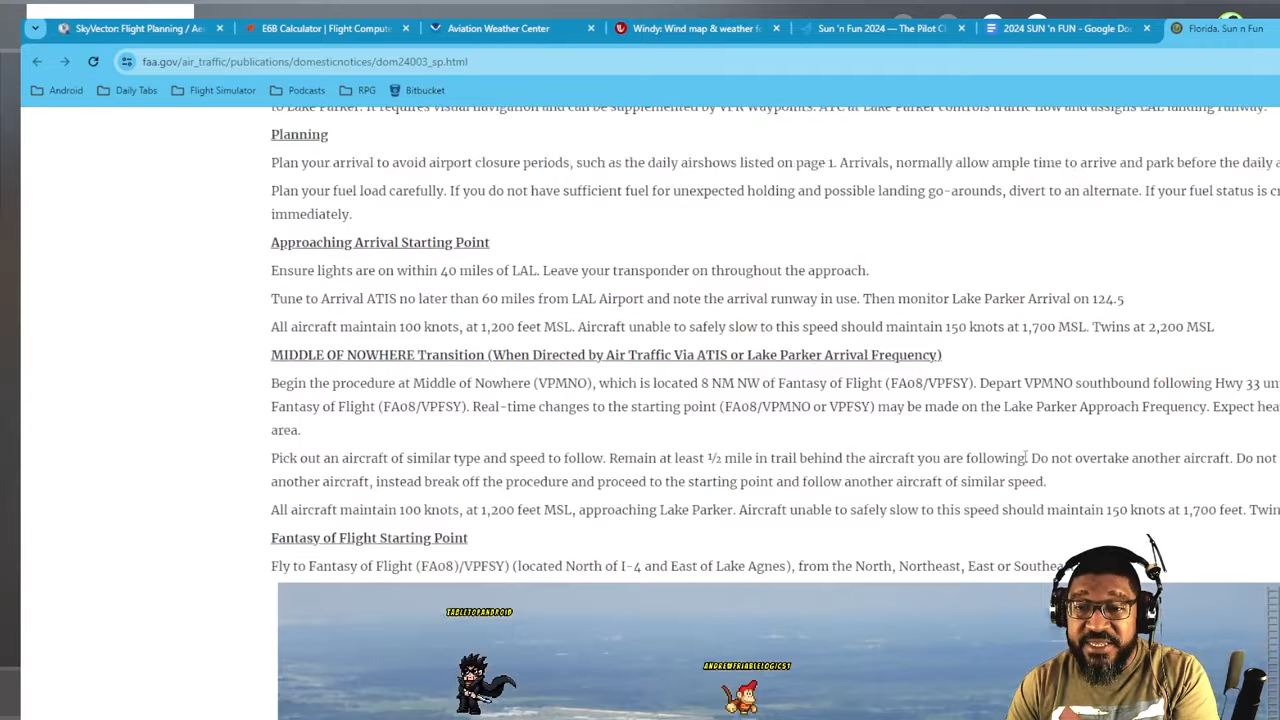 SkyVector: Flight Planning / Ae
E6B Calculator | Flight Comput
Aviation Weather Center
Windy: Wind map & weather f
Sun 'n Fun 2024 — The Pilot C
2024 SUN 'n FUN - Google Do
Florida, Sun n Fun
faa.gov/air_traffic/publications/domesticnotices/dom24003_sp.html
Android
Daily Tabs
Flight Simulator
Podcasts
RPG
Bitbucket
to Lake Parker. It requires visual navigation and can be supplemented by VFR Waypoints. ATC at Lake Parker controls traffic flow and assigns LAL landing runway.
Planning
Plan your arrival to avoid airport closure periods, such as the daily airshows listed on page 1. Arrivals, normally allow ample time to arrive and park before the daily a
Plan your fuel load carefully. If you do not have sufficient fuel for unexpected holding and possible landing go-arounds, divert to an alternate. If your fuel status is cr
immediately.
Approaching Arrival Starting Point
Ensure lights are on within 40 miles of LAL. Leave your transponder on throughout the approach.
Tune to Arrival ATIS no later than 60 miles from LAL Airport and note the arrival runway in use. Then monitor Lake Parker Arrival on 124.5
All aircraft maintain 100 knots, at 1,200 feet MSL. Aircraft unable to safely slow to this speed should maintain 150 knots at 1,700 MSL. Twins at 2,200 MSL
MIDDLE OF NOWHERE Transition (When Directed by Air Traffic Via ATIS or Lake Parker Arrival Frequency)
Begin the procedure at Middle of Nowhere (VPMNO), which is located 8 NM NW of Fantasy of Flight (FA08/VPFSY). Depart VPMNO southbound following Hwy 33 un
Fantasy of Flight (FA08/VPFSY). Real-time changes to the starting point (FA08/VPMNO or VPFSY) may be made on the Lake Parker Approach Frequency. Expect hea
area.
Pick out an aircraft of similar type and speed to follow. Remain at least ½ mile in trail behind the aircraft you are following. Do not overtake another aircraft. Do not
another aircraft, instead break off the procedure and proceed to the starting point and follow another aircraft of similar speed.
All aircraft maintain 100 knots, at 1,200 feet MSL, approaching Lake Parker. Aircraft unable to safely slow to this speed should maintain 150 knots at 1,700 feet. Twin
Fantasy of Flight Starting Point
Fly to Fantasy of Flight (FA08)/VPFSY) (located North of I-4 and East of Lake Agnes), from the North, Northeast, East or Southea
TABLETOPANDROID